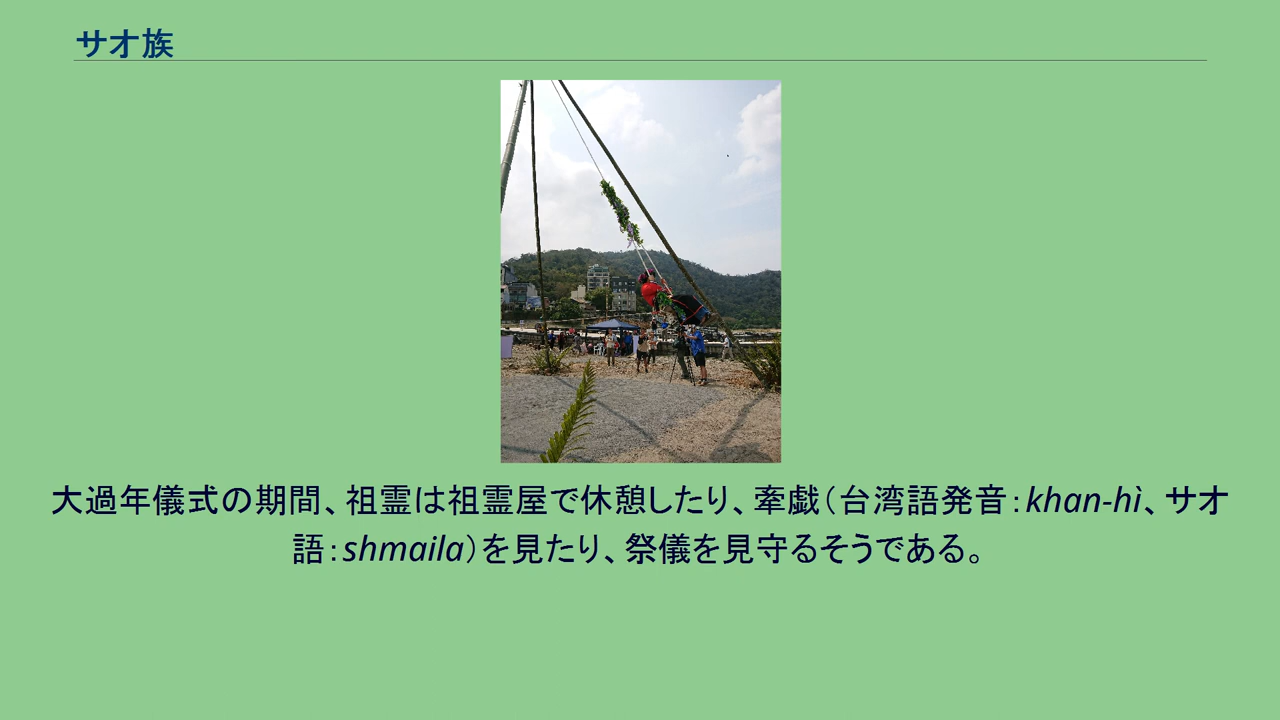 サオ族
大過年儀式の期間、祖霊は祖霊屋で休憩したり、牽戯（台湾語発音：khan-hì、サオ
語：shmaila）を見たり、祭儀を見守るそうである。